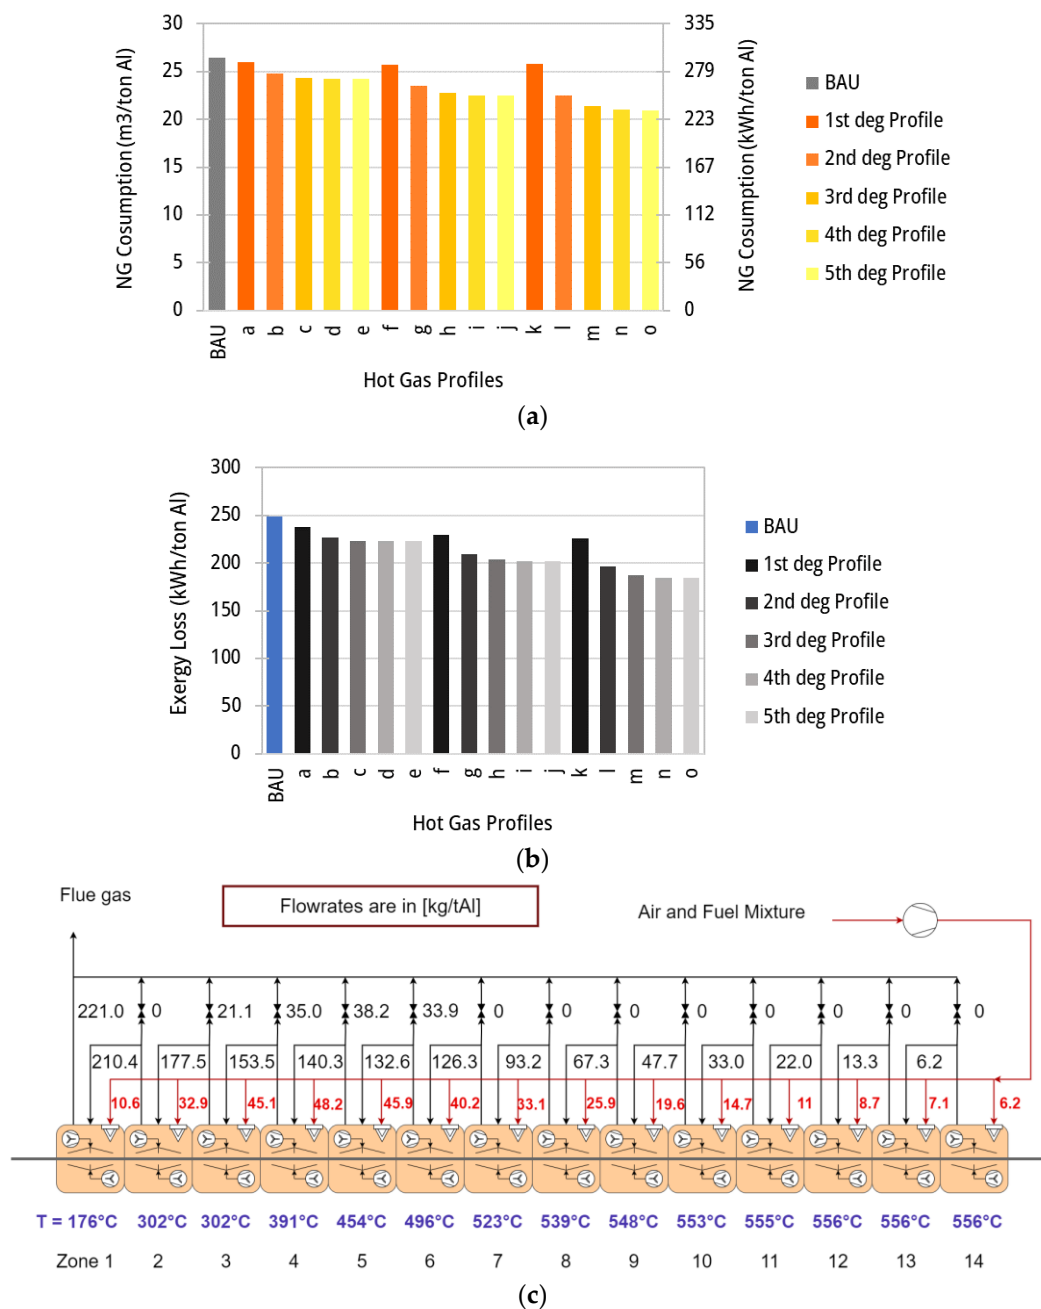 30
25
20
15
10
5
0
NG Cosumption (m3/ton Al)
335
279
223
167
112
56
0
NG Cosumption (kWh/ton Al)
BAU a b c d e f g h i j k l m n o
Hot Gas Profiles
BAU
1st deg Profile
2nd deg Profile
3rd deg Profile
4th deg Profile
5th deg Profile
(a)
300
250
200
150
100
50
0
Exergy Loss (kWh/ton Al)
BAU a b c d e f g h i j k l m n o
Hot Gas Profiles
BAU
1st deg Profile
2nd deg Profile
3rd deg Profile
4th deg Profile
5th deg Profile
(b)
Flue gas
Flowrates are in [kg/tAl]
Air and Fuel Mixture
221.0 0 21.1 35.0 38.2 33.9 0 0 0 0 0 0 0 0
210.4 177.5 153.5 140.3 132.6 126.3 93.2 67.3 47.7 33.0 22.0 13.3 6.2
10.6 32.9 45.1 48.2 45.9 40.2 33.1 25.9 19.6 14.7 11 8.7 7.1 6.2
T = 176°C 302°C 302°C 391°C 454°C 496°C 523°C 539°C 548°C 553°C 555°C 556°C 556°C 556°C
Zone 1 2 3 4 5 6 7 8 9 10 11 12 13 14
(c)